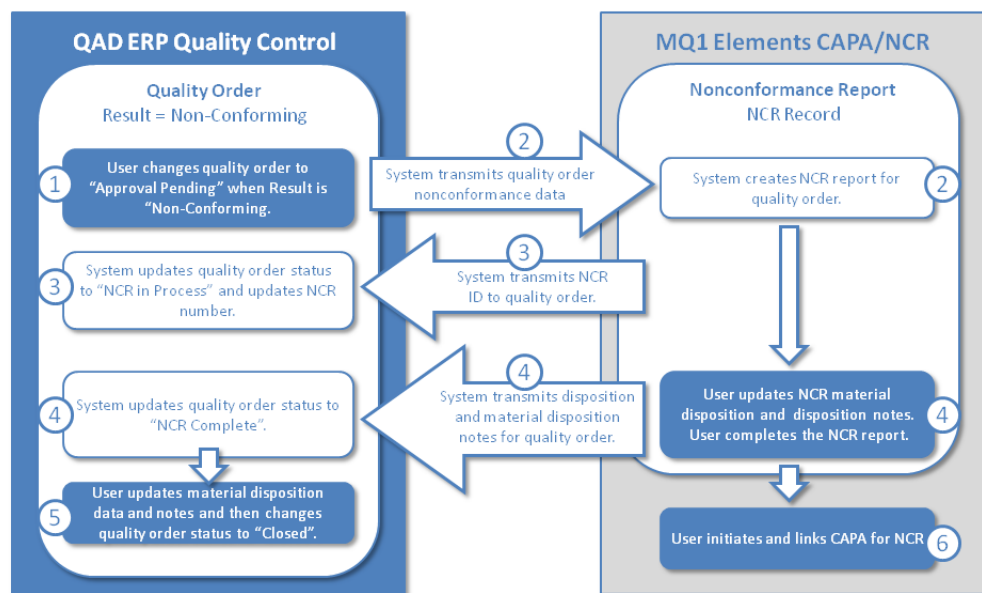 QAD ERP Quality Control
Quality Order
Result = Non-Conforming
1
User changes quality order to
“Approval Pending” when Result is
“Non-Conforming.
3
System updates quality order status
to “NCR in Process” and updates NCR
number.
4
System updates quality order status to
“NCR Complete”.
5
User updates material disposition
data and notes and then changes
quality order status to “Closed”.
2
System transmits quality order
nonconformance data
3
System transmits NCR
ID to quality order.
4
System transmits disposition
and material disposition
notes for quality order.
MQ1 Elements CAPA/NCR
Nonconformance Report
NCR Record
System creates NCR report for
quality order.
2
User updates NCR material
disposition and disposition notes.
User completes the NCR report.
4
User initiates and links CAPA for NCR
6